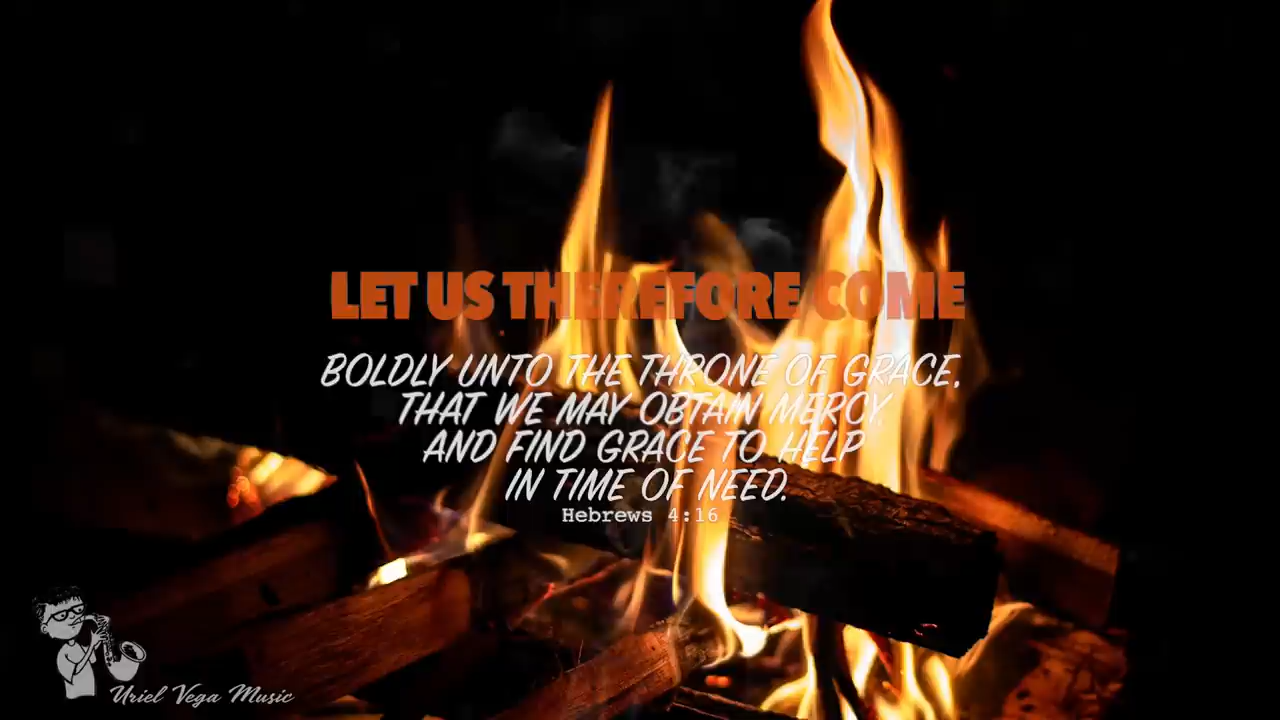 LET US THEREFORE COME
BOLDLY UNTO THE THRONE OF GRACE,
THAT WE MAY OBTAIN MERCY,
AND FIND GRACE TO HELP
IN TIME OF NEED.
Hebrews 4:16
Uriel Vega Music